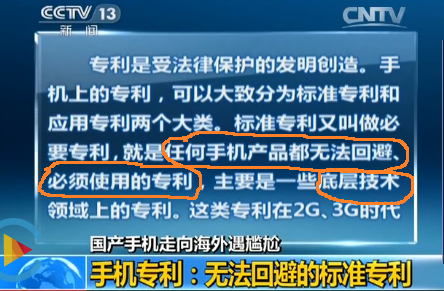 CCTV 13
新闻
CNTV
专利是受法律保护的发明创造。手
机上的专利，可以大致分为标准专利和
应用专利两个大类。标准专利又叫做必
要专利，就是任何手机产品都无法回避、
必须使用的专利，主要是一些底层技术
领域上的专利。这类专利在2G、3G时代
国产手机走向海外遇尴尬
手机专利：无法回避的标准专利